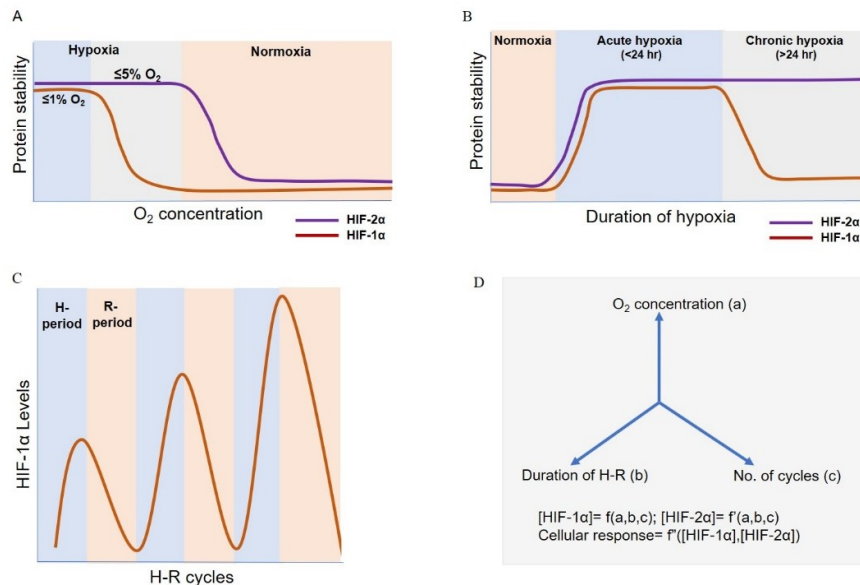 A
Hypoxia
Normoxia
≤5% O₂
≤1% O₂
Protein stability
O₂ concentration
HIF-2α
HIF-1α
B
Normoxia
Acute hypoxia
(<24 hr)
Chronic hypoxia
(>24 hr)
Protein stability
Duration of hypoxia
HIF-2α
HIF-1α
C
H-
period
R-
period
HIF-1α Levels
H-R cycles
D
O₂ concentration (a)
Duration of H-R (b)
No. of cycles (c)
[HIF-1α]= f(a,b,c); [HIF-2α]= f'(a,b,c)
Cellular response= f"([HIF-1α],[HIF-2α])